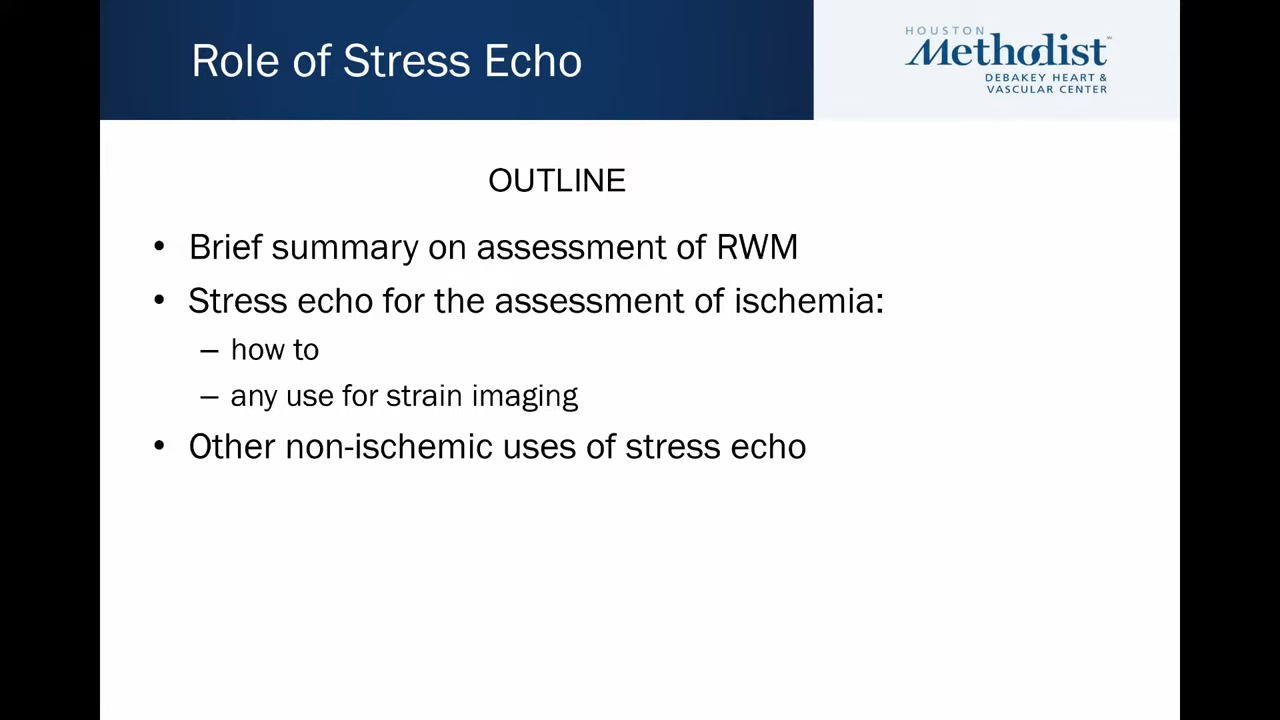 Role of Stress Echo
HOUSTON
Methodist
DEBAKEY HEART &
VASCULAR CENTER
OUTLINE
• Brief summary on assessment of RWM
• Stress echo for the assessment of ischemia:
– how to
– any use for strain imaging
• Other non-ischemic uses of stress echo